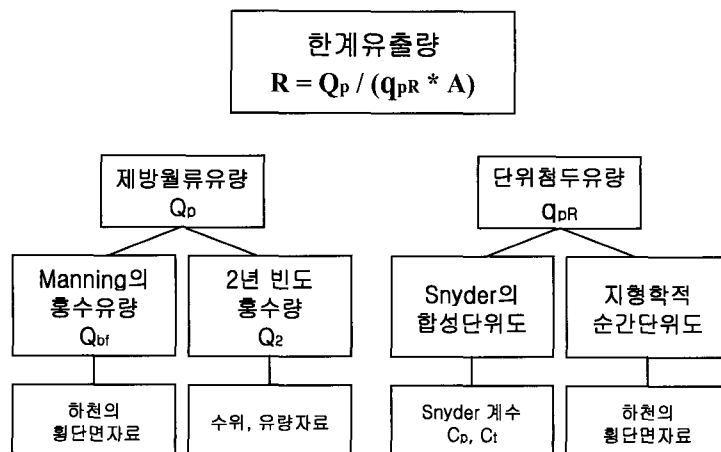 한계유출량
R = Qp / (qpR * A)
제방월류유량
Qp
단위첨두유량
qpR
Manning의
홍수유량
Qbf
2년 빈도
홍수량
Q2
Snyder의
합성단위도
지형학적
순간단위도
하천의
횡단면자료
수위, 유량자료
Snyder 계수
Cp, Ct
하천의
횡단면자료